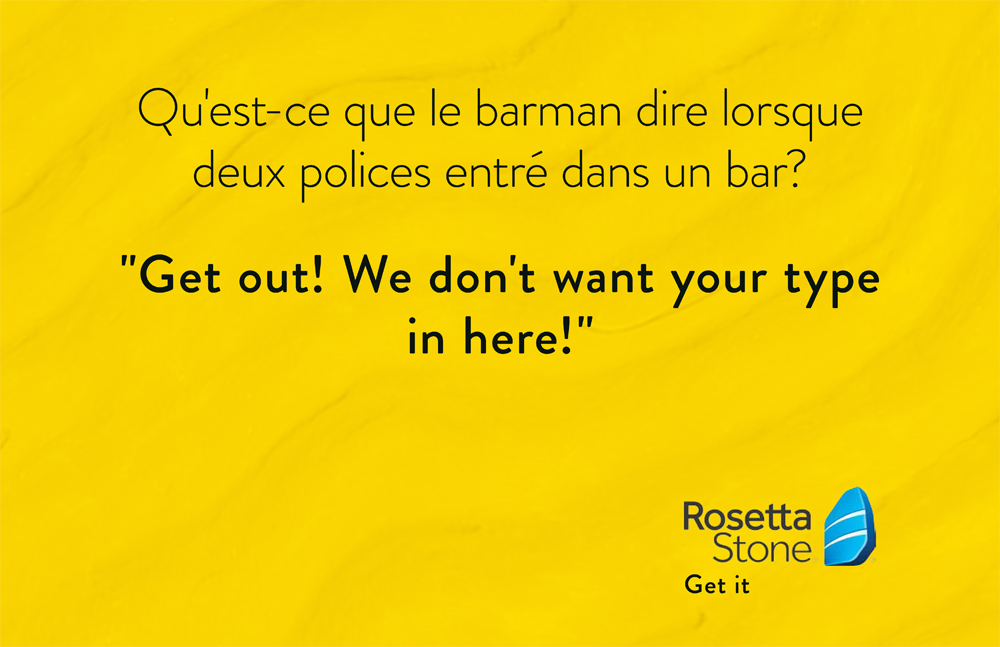 Qu'est-ce que le barman dire lorsque
deux polices entré dans un bar?
"Get out! We don't want your type
in here!"
Rosetta
Stone
Get it